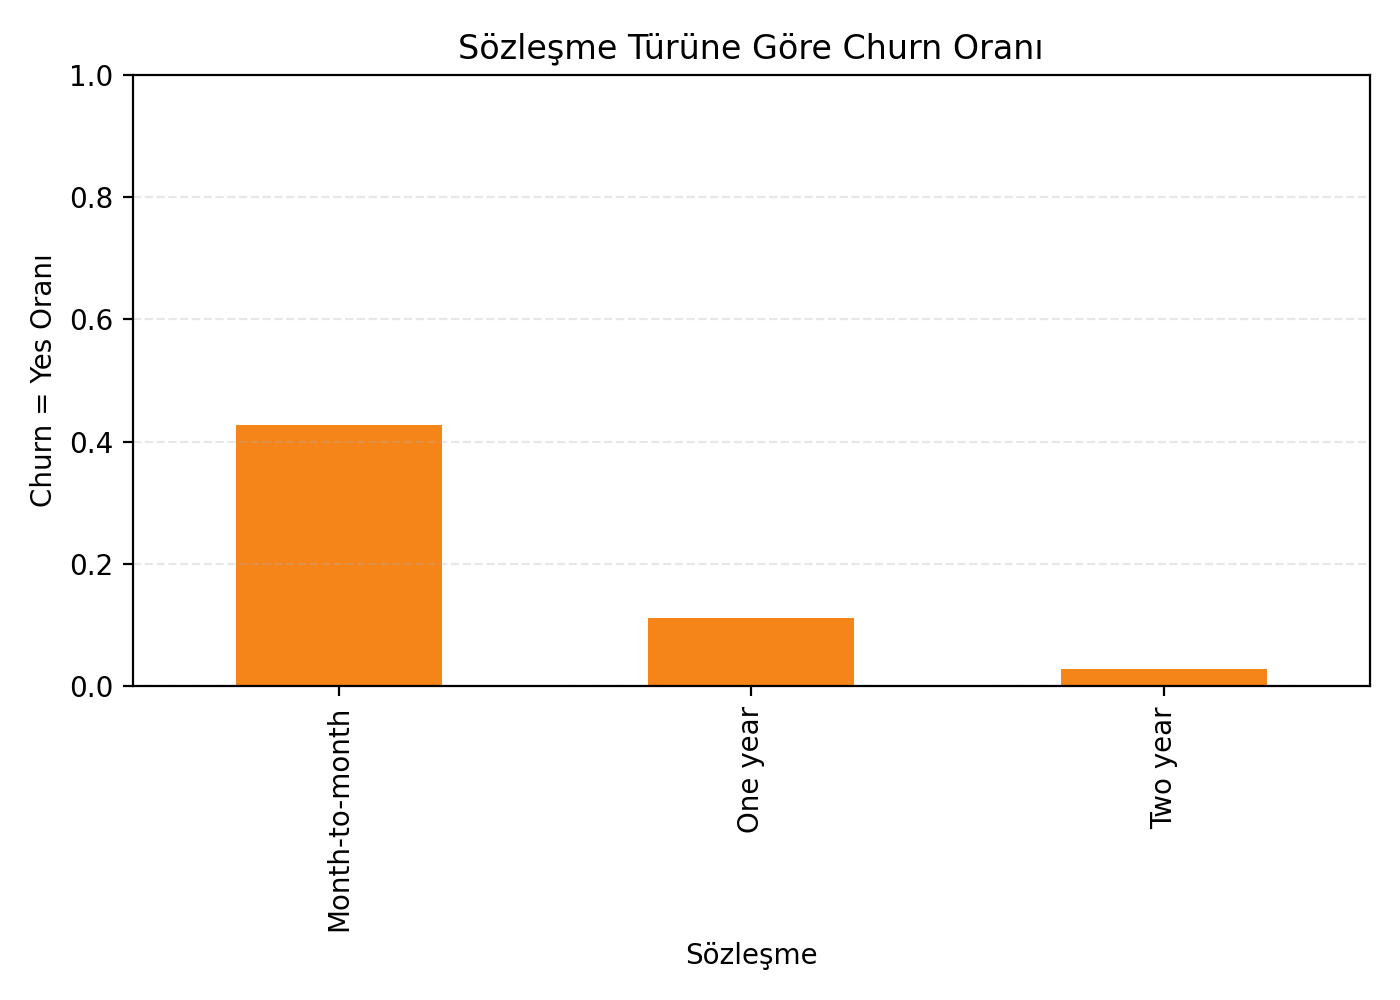 Sözleşme Türüne Göre Churn Oranı
1.0
0.8
0.6
0.4
0.2
0.0
Churn = Yes Oranı
Month-to-month
One year
Two year
Sözleşme